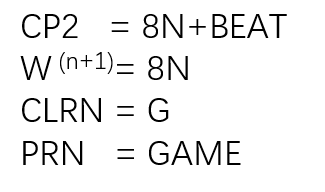 CP2 = 8N+BEAT
W (n+1)= 8N
CLRN = G
PRN = GAME